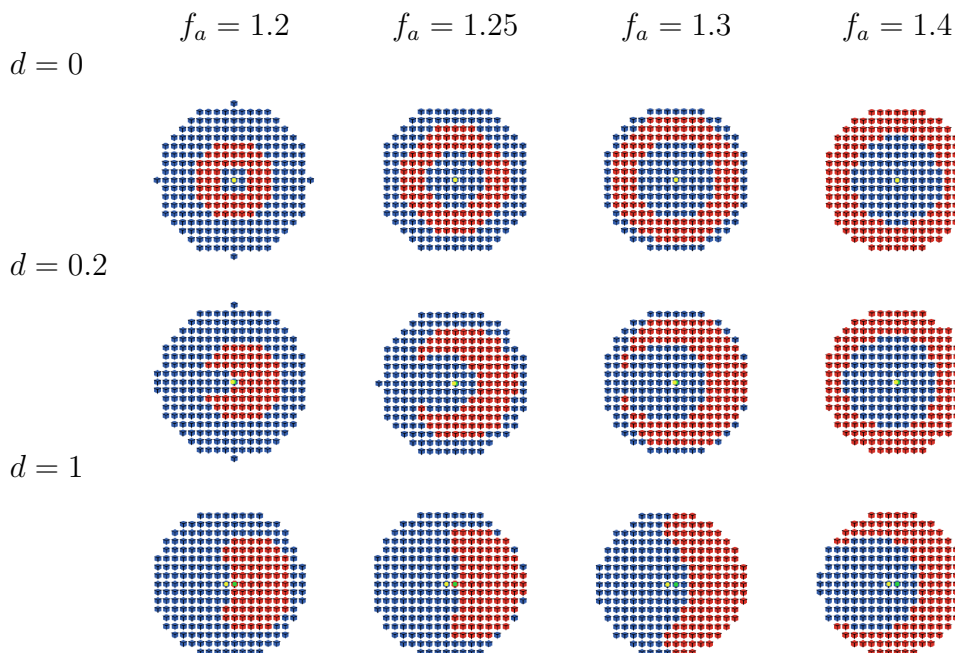 f_a = 1.2 f_a = 1.25 f_a = 1.3 f_a = 1.4
d = 0
d = 0.2
d = 1